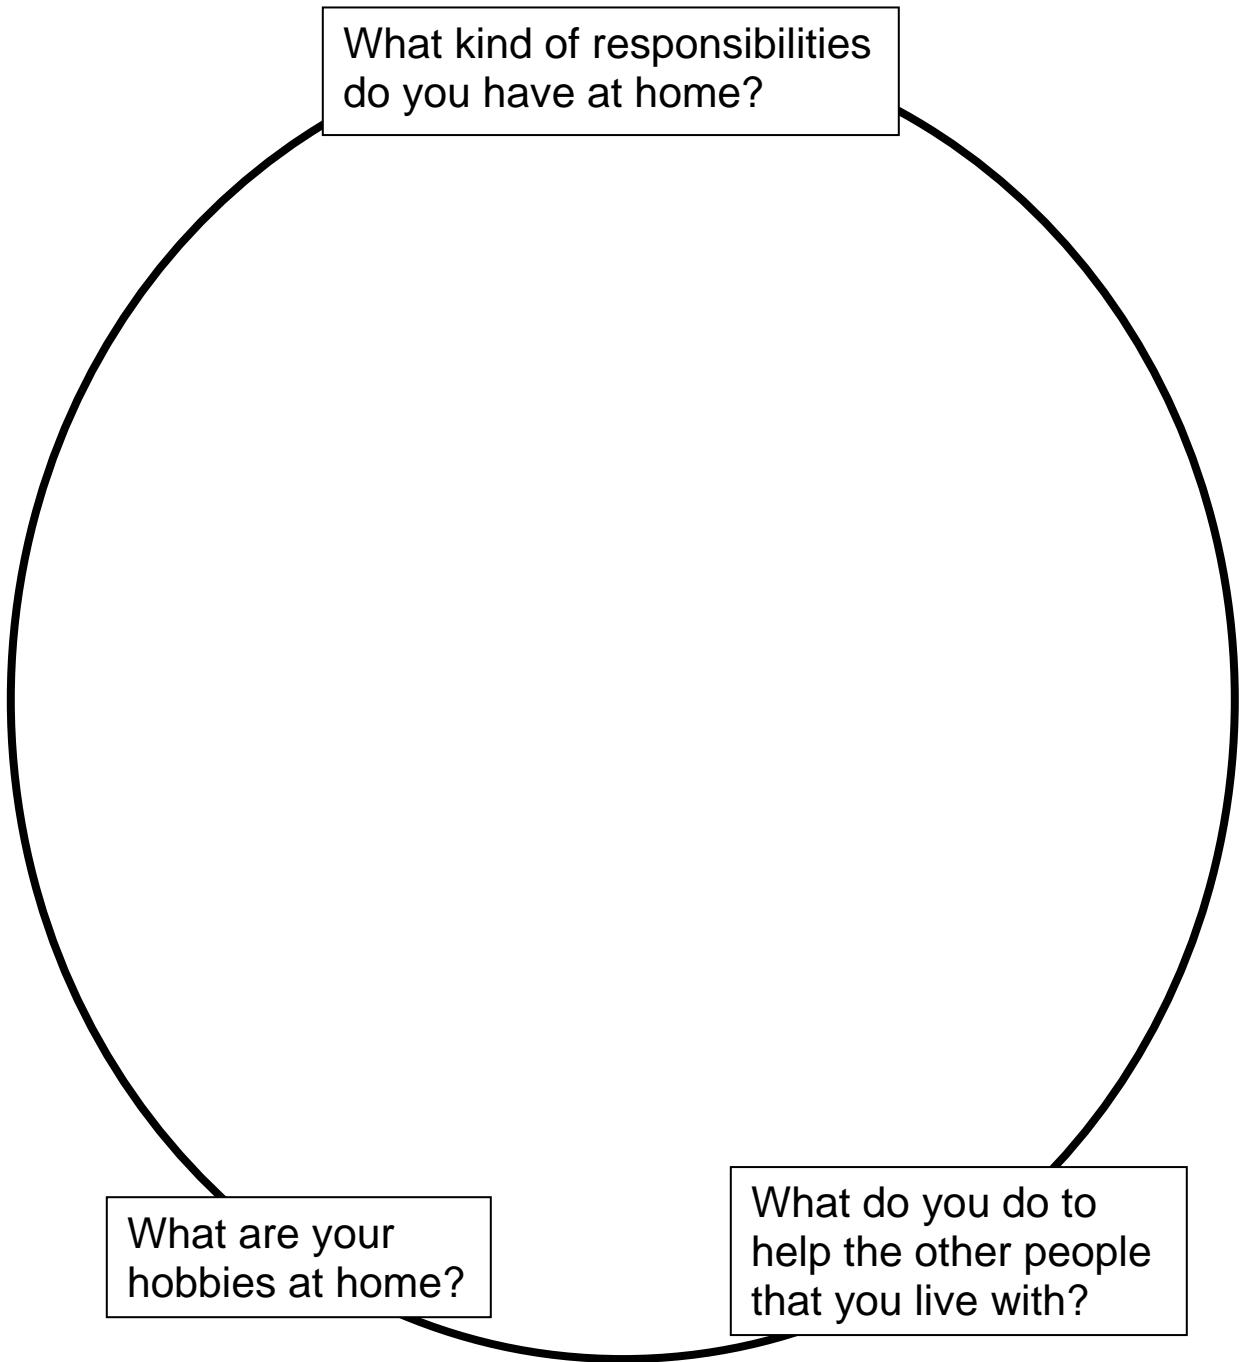 What kind of responsibilities
do you have at home?
What are your
hobbies at home?
What do you do to
help the other people
that you live with?